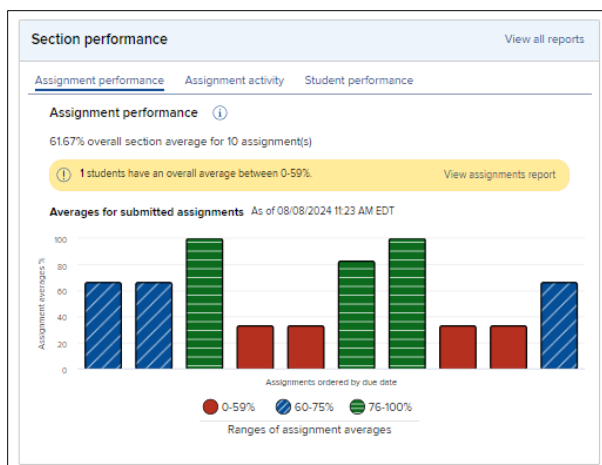 Section performance View all reports
Assignment performance Assignment activity Student performance
Assignment performance i
61.67% overall section average for 10 assignment(s)
! 1 students have an overall average between 0-59%. View assignments report
Averages for submitted assignments As of 08/08/2024 11:23 AM EDT
Assignment averages %
100
80
60
40
20
0
Assignments ordered by due date
0-59% 60-75% 76-100%
Ranges of assignment averages